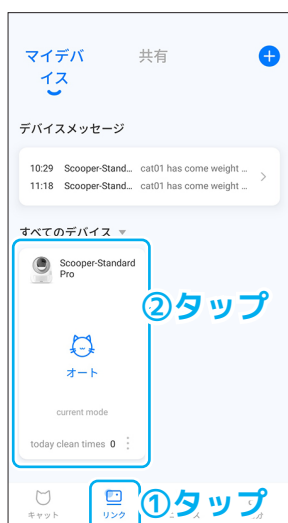 マイデバ
イス
共有
デバイスメッセージ
10:29 Scooper-Stand... cat01 has come weight ...
11:18 Scooper-Stand... cat01 has come weight ...
すべてのデバイス
Scooper-Standard
Pro
②タップ
オート
current mode
today clean times 0
キャット
リンク
①タップ